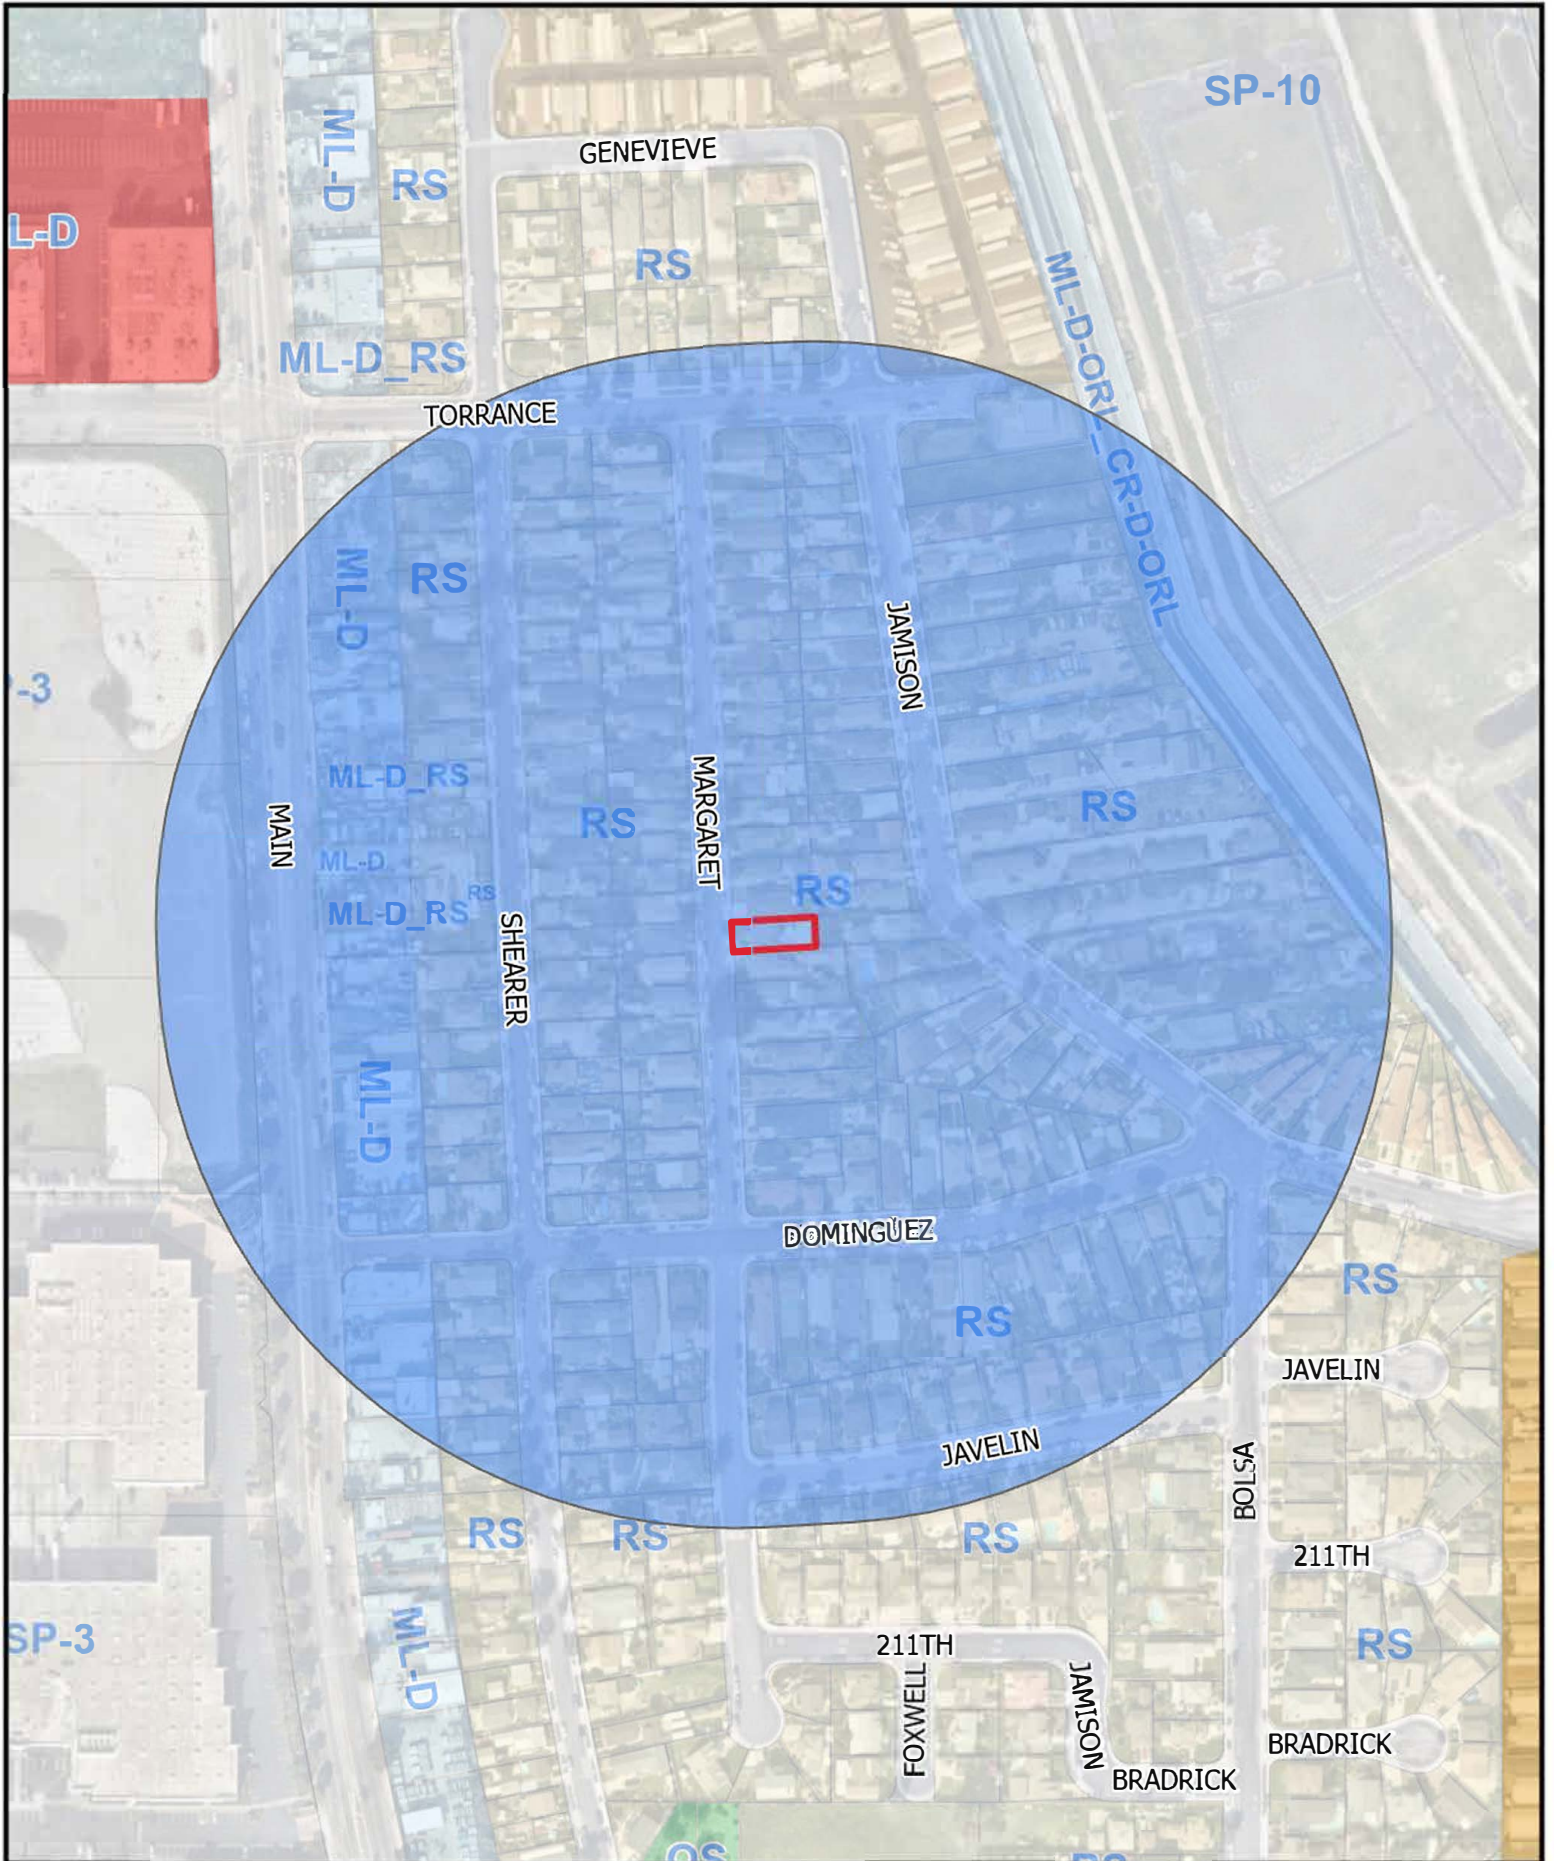 SP-10
ML-D
GENEVIEVE
RS
L-D
RS
ML-D_RS
ML-D-ORL_CR-D-ORL
TORRANCE
ML-D
RS
JAMISON
-3
ML-D_RS
MARGARET
RS
RS
MAIN
ML-D
RS
RS
ML-D_RS
SHEARER
ML-D
DOMINGUEZ
RS
RS
JAVELIN
JAVELIN
BOLSA
RS
RS
RS
211TH
SP-3
ML-D
211TH
RS
FOXWELL
JAMISON
BRADRICK
BRADRICK
OS
RS